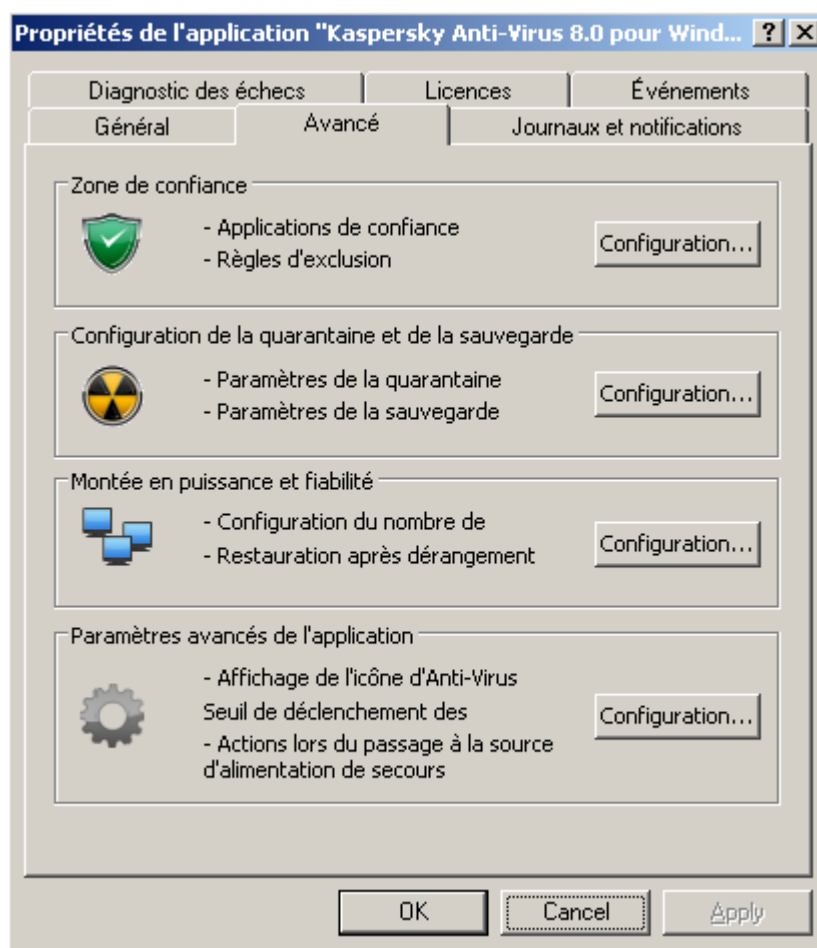 Propriétés de l'application "Kaspersky Anti-Virus 8.0 pour Wind...
Diagnostic des échecs
Licences
Événements
Général
Avancé
Journaux et notifications
Zone de confiance
- Applications de confiance
- Règles d'exclusion
Configuration...
Configuration de la quarantaine et de la sauvegarde
- Paramètres de la quarantaine
- Paramètres de la sauvegarde
Configuration...
Montée en puissance et fiabilité
- Configuration du nombre de
- Restauration après dérangement
Configuration...
Paramètres avancés de l'application
- Affichage de l'icône d'Anti-Virus
Seuil de déclenchement des
- Actions lors du passage à la source
d'alimentation de secours
Configuration...
OK
Cancel
Apply